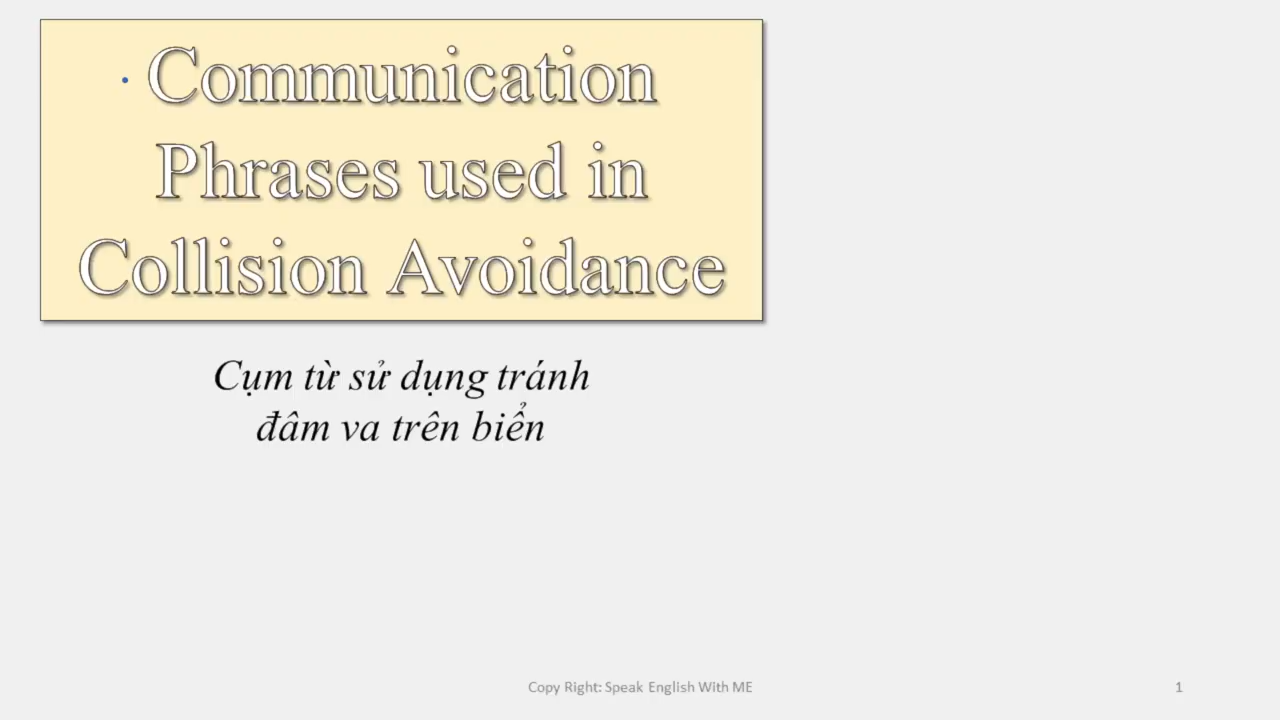 • Communication
Phrases used in
Collision Avoidance
Cụm từ sử dụng tránh
đâm va trên biển
Copy Right: Speak English With ME
1